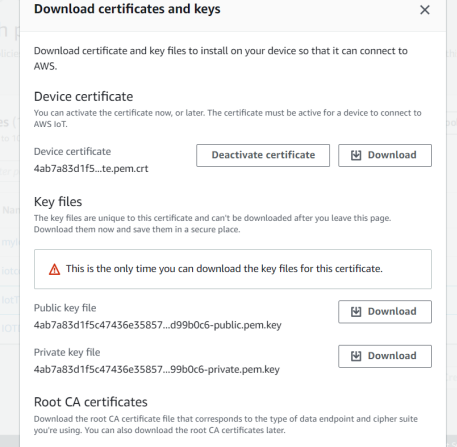 Download certificates and keys
Download certificate and key files to install on your device so that it can connect to
AWS.
Device certificate
You can activate the certificate now, or later. The certificate must be active for a device to connect to
AWS IoT.
Device certificate
4ab7a83d1f5...te.pem.crt
Deactivate certificate
Download
Key files
The key files are unique to this certificate and can't be downloaded after you leave this page.
Download them now and save them in a secure place.
This is the only time you can download the key files for this certificate.
Public key file
4ab7a83d1f5c47436e35857...d99b0c6-public.pem.key
Download
Private key file
4ab7a83d1f5c47436e35857...99b0c6-private.pem.key
Download
Root CA certificates
Download the root CA certificate file that corresponds to the type of data endpoint and cipher suite
you're using. You can also download the root CA certificates later.